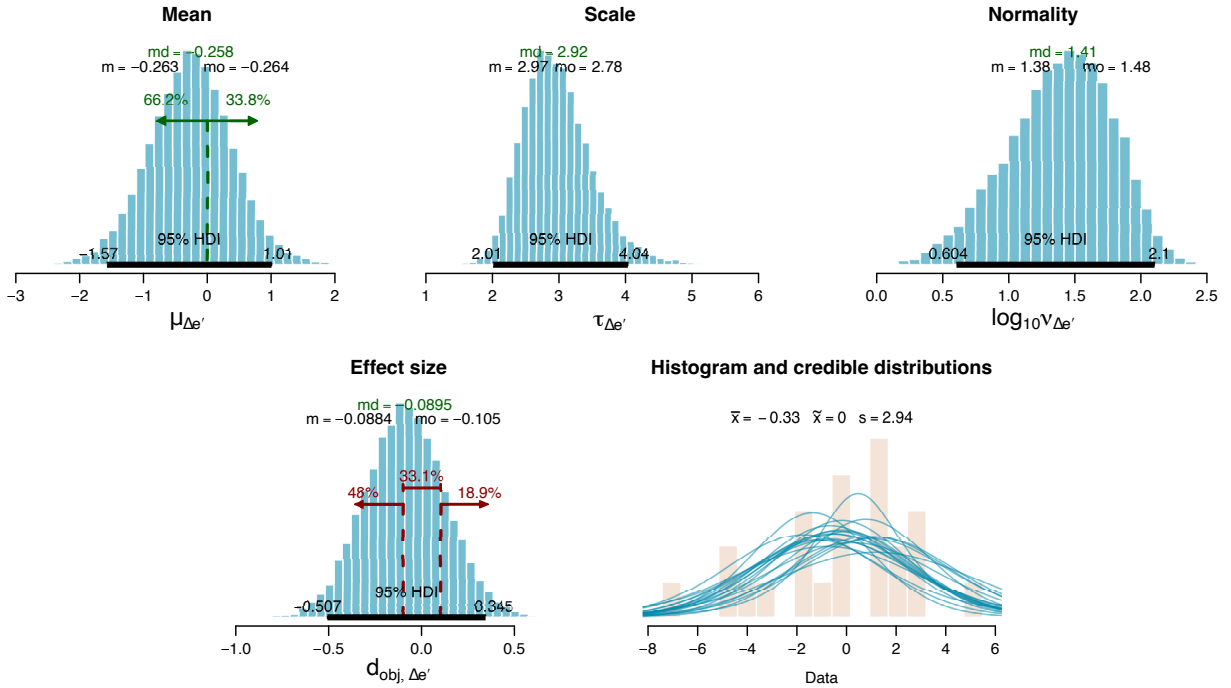 Mean
md = −0.258
m = −0.263 mo = −0.264
66.2% 33.8%
95% HDI
−1.57 1.01
−3 −2 −1 0 1 2
μΔe′
Scale
md = 2.92
m = 2.97 mo = 2.78
95% HDI
2.01 4.04
1 2 3 4 5 6
τΔe′
Normality
md = 1.41
m = 1.38 mo = 1.48
95% HDI
0.604 2.1
0.0 0.5 1.0 1.5 2.0 2.5
log10νΔe′
Effect size
md = −0.0895
m = −0.0884 mo = −0.105
33.1%
48% 18.9%
95% HDI
−0.507 0.345
−1.0 −0.5 0.0 0.5
dobj, Δe′
Histogram and credible distributions
x̅ = −0.33 x̃ = 0 s = 2.94
−8 −6 −4 −2 0 2 4 6
Data